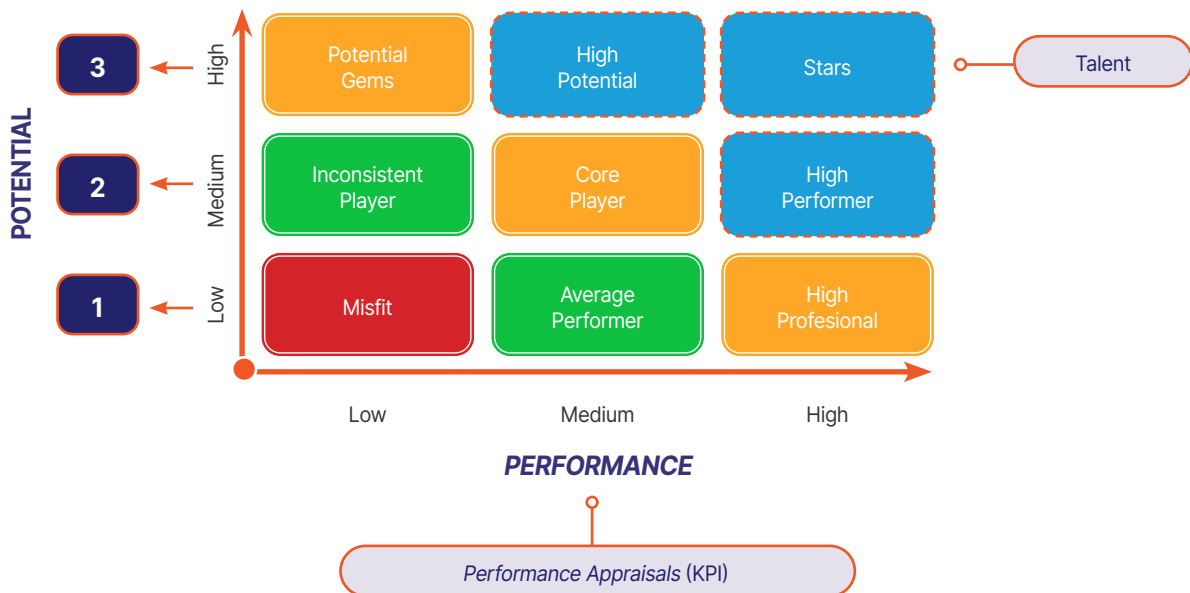 POTENTIAL
3
High
Potential
Gems
High
Potential
Stars
Talent
2
Medium
Inconsistent
Player
Core
Player
High
Performer
1
Low
Misfit
Average
Performer
High
Profesional
Low
Medium
High
PERFORMANCE
Performance Appraisals (KPI)